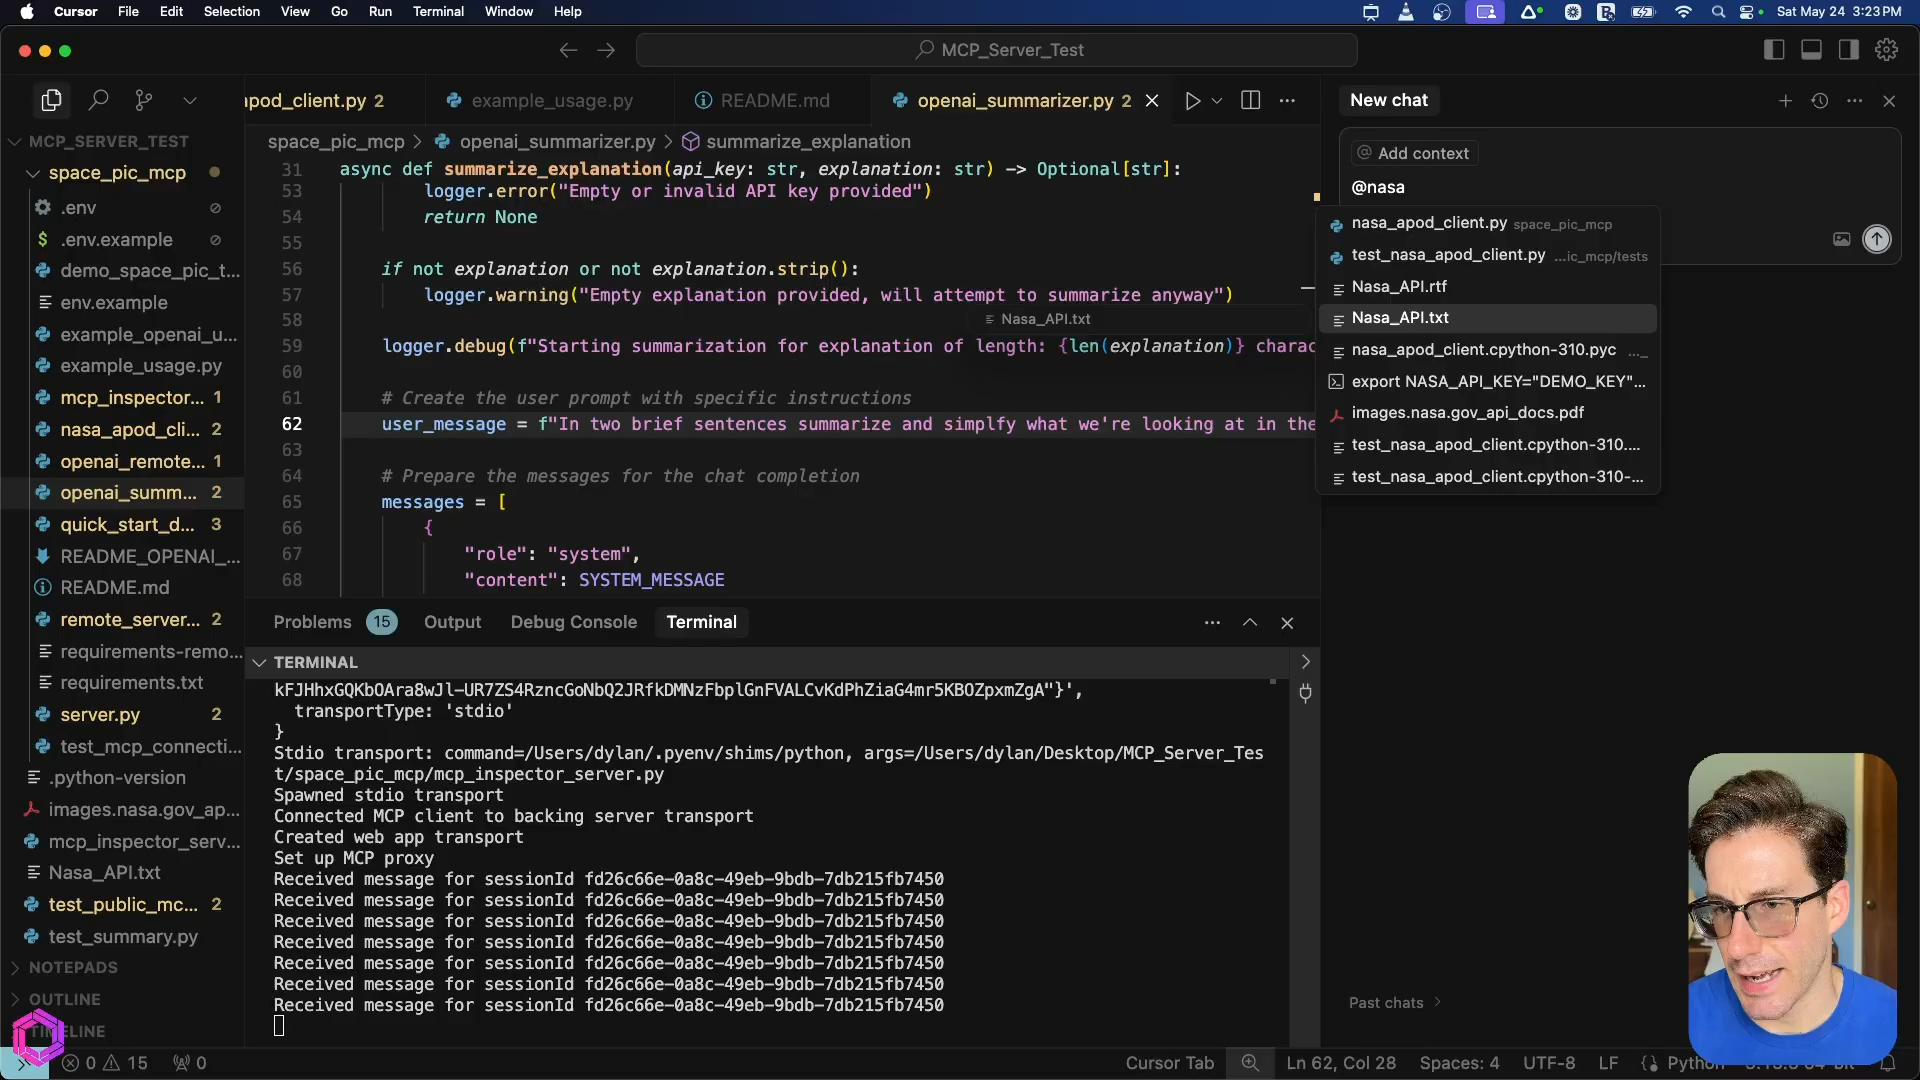 Cursor File Edit Selection View Go Run Terminal Window Help Sat May 24 3:23 PM
MCP_Server_Test
apod_client.py 2 example_usage.py README.md openai_summarizer.py 2
space_pic_mcp > openai_summarizer.py > summarize_explanation
MCP_SERVER_TEST
space_pic_mcp
.env
.env.example
demo_space_pic_t...
env.example
example_openai_u...
example_usage.py
mcp_inspector... 1
nasa_apod_cli... 2
openai_remote... 1
openai_summ... 2
quick_start_d... 3
README_OPENAI_...
README.md
remote_server... 2
requirements-remo...
requirements.txt
server.py 2
test_mcp_connecti...
.python-version
images.nasa.gov_ap...
mcp_inspector_serv...
Nasa_API.txt
test_public_mc... 2
test_summary.py
NOTEPADS
OUTLINE
31 async def summarize_explanation(api_key: str, explanation: str) -> Optional[str]:
53 logger.error("Empty or invalid API key provided")
54 return None
55
56 if not explanation or not explanation.strip():
57 logger.warning("Empty explanation provided, will attempt to summarize anyway")
58
Nasa_API.txt
59 logger.debug(f"Starting summarization for explanation of length: {len(explanation)} charac
60
61 # Create the user prompt with specific instructions
62 user_message = f"In two brief sentences summarize and simplfy what we're looking at in the
63
64 # Prepare the messages for the chat completion
65 messages = [
66 {
67 "role": "system",
68 "content": SYSTEM_MESSAGE
Problems 15 Output Debug Console Terminal
TERMINAL
kFJHhxGQKbOAra8wJl-UR7ZS4RzncGoNbQ2JRfkDMNzFbplGnFVALCvKdPhZiaG4mr5KBOZpxmZgA"}',
transportType: 'stdio'
}
Stdio transport: command=/Users/dylan/.pyenv/shims/python, args=/Users/dylan/Desktop/MCP_Server_Tes
t/space_pic_mcp/mcp_inspector_server.py
Spawned stdio transport
Connected MCP client to backing server transport
Created web app transport
Set up MCP proxy
Received message for sessionId fd26c66e-0a8c-49eb-9bdb-7db215fb7450
Received message for sessionId fd26c66e-0a8c-49eb-9bdb-7db215fb7450
Received message for sessionId fd26c66e-0a8c-49eb-9bdb-7db215fb7450
Received message for sessionId fd26c66e-0a8c-49eb-9bdb-7db215fb7450
Received message for sessionId fd26c66e-0a8c-49eb-9bdb-7db215fb7450
Received message for sessionId fd26c66e-0a8c-49eb-9bdb-7db215fb7450
Received message for sessionId fd26c66e-0a8c-49eb-9bdb-7db215fb7450
New chat
@ Add context
@nasa
nasa_apod_client.py space_pic_mcp
test_nasa_apod_client.py ...ic_mcp/tests
Nasa_API.rtf
Nasa_API.txt
nasa_apod_client.cpython-310.pyc ..._
export NASA_API_KEY="DEMO_KEY"...
images.nasa.gov_api_docs.pdf
test_nasa_apod_client.cpython-310....
test_nasa_apod_client.cpython-310-...
Past chats >
0 15 0 Cursor Tab Ln 62, Col 28 Spaces: 4 UTF-8 LF Python